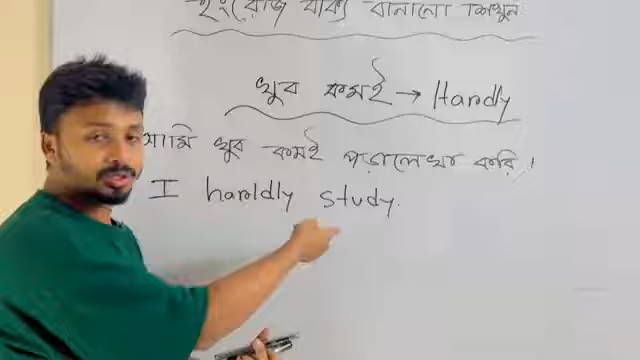 ইংরেজি বাক্য বানানো শিখুন
খুব কমই → Hardly
আমি খুব কমই পড়ালেখা করি।
I hardly study.